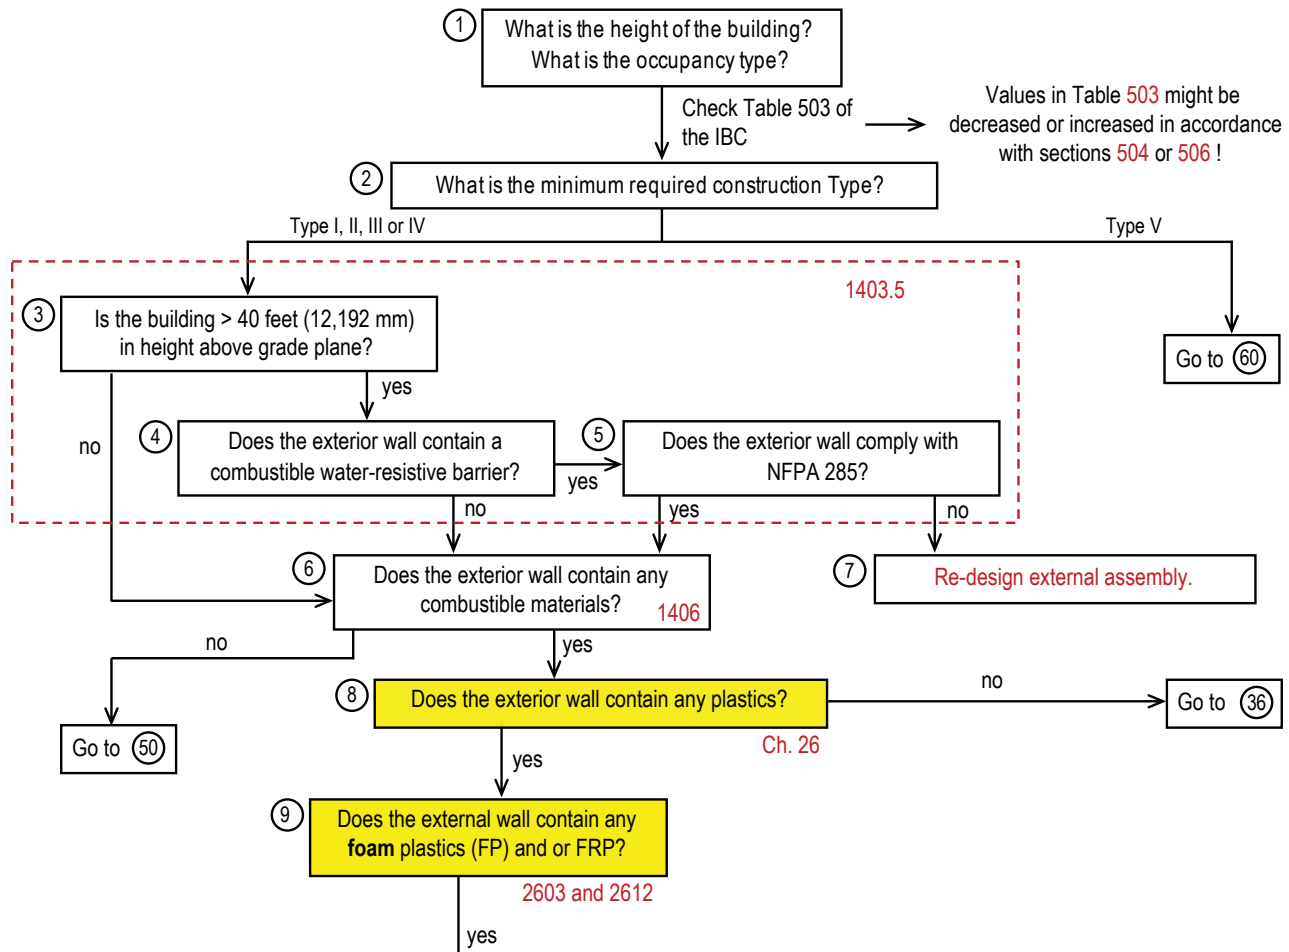 1
What is the height of the building?
What is the occupancy type?
Check Table 503 of
the IBC
Values in Table 503 might be
decreased or increased in accordance
with sections 504 or 506 !
2
What is the minimum required construction Type?
Type I, II, III or IV
Type V
1403.5
3
Is the building > 40 feet (12,192 mm)
in height above grade plane?
Go to 60
yes
no
4
Does the exterior wall contain a
combustible water-resistive barrier?
yes
5
Does the exterior wall comply with
NFPA 285?
no
yes
no
6
Does the exterior wall contain any
combustible materials?
1406
7
Re-design external assembly.
no
yes
8
Does the exterior wall contain any plastics?
Ch. 26
no
Go to 36
Go to 50
yes
9
Does the external wall contain any
foam plastics (FP) and or FRP?
2603 and 2612
yes